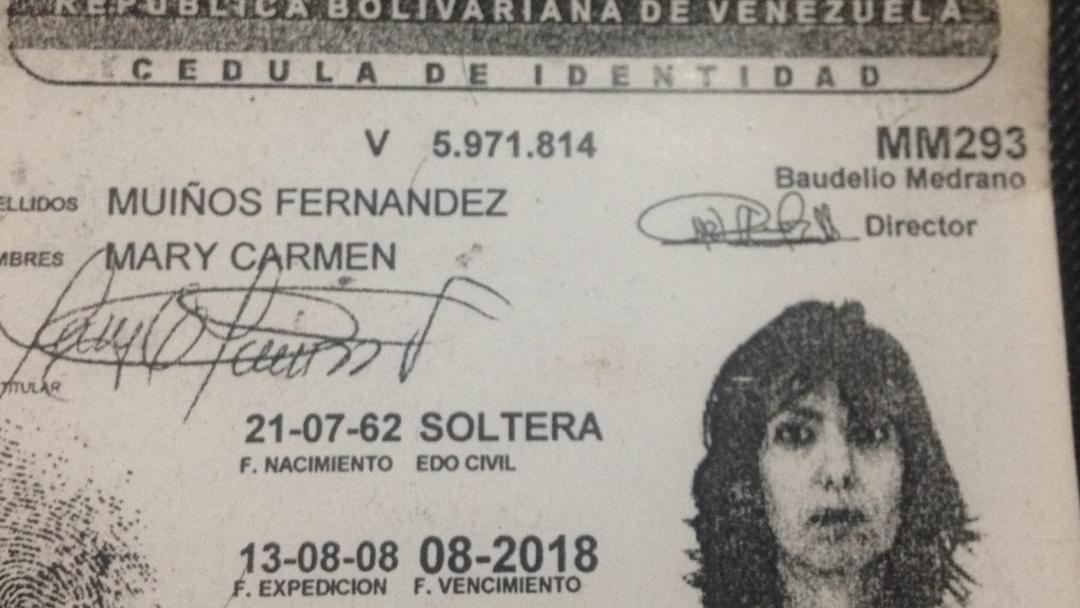 REPUBLICA BOLIVARIANA DE VENEZUELA
CEDULA DE IDENTIDAD
V 5.971.814
MM293
Baudelio Medrano
Director
ELLIDOS MUIÑOS FERNANDEZ
MBRES MARY CARMEN
TITULAR
21-07-62 SOLTERA
F. NACIMIENTO EDO CIVIL
13-08-08 08-2018
F. EXPEDICION F. VENCIMIENTO